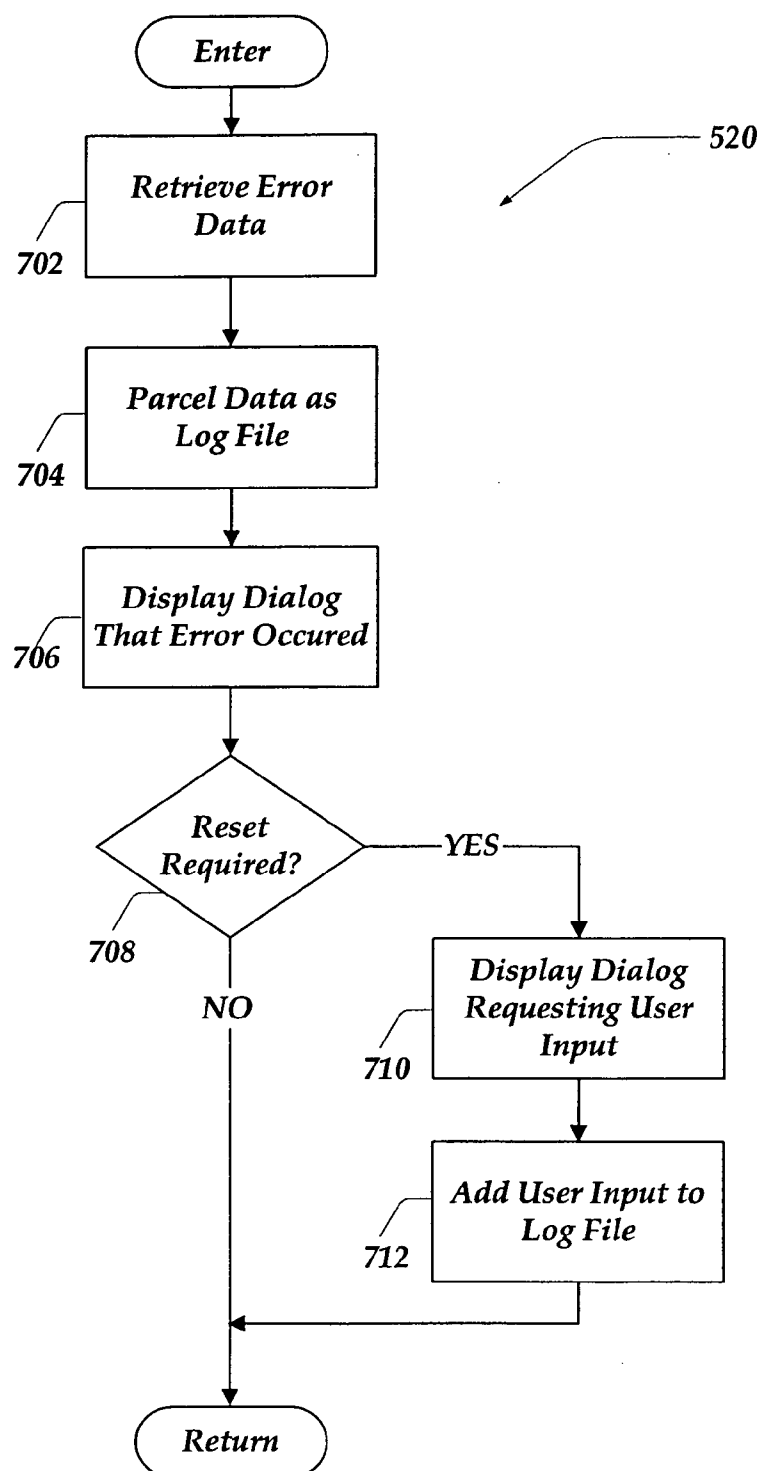 Enter
520
Retrieve Error
Data
702
Parcel Data as
Log File
704
Display Dialog
That Error Occured
706
Reset
Required?
YES
708
NO
Display Dialog
Requesting User
Input
710
Add User Input to
Log File
712
Return